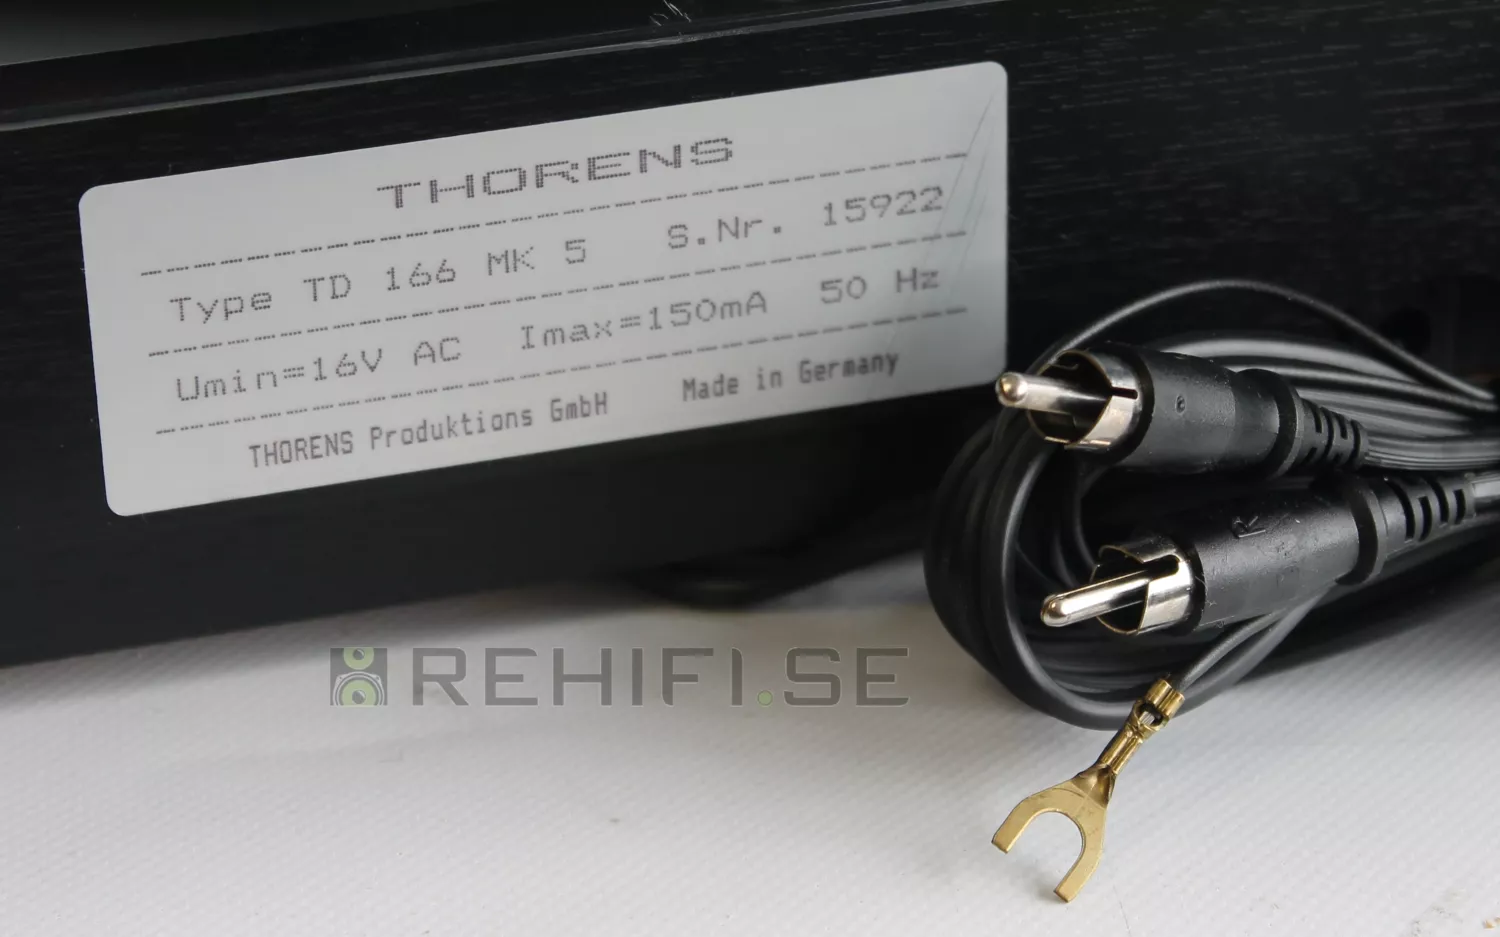 THORENS
Type TD 166 MK 5 S.Nr. 15922
Umin=16V AC Imax=150mA 50 Hz
THORENS Produktions GmbH Made in Germany
R
REHIFI.SE